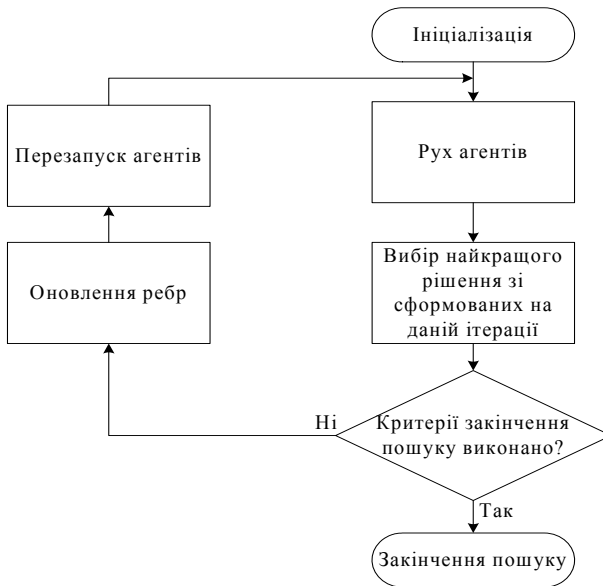 Ініціалізація
Рух агентів
Перезапуск агентів
Вибір найкращого
рішення зі
сформованих на
даній ітерації
Оновлення ребр
Критерії закінчення
пошуку виконано?
Ні
Так
Закінчення пошуку